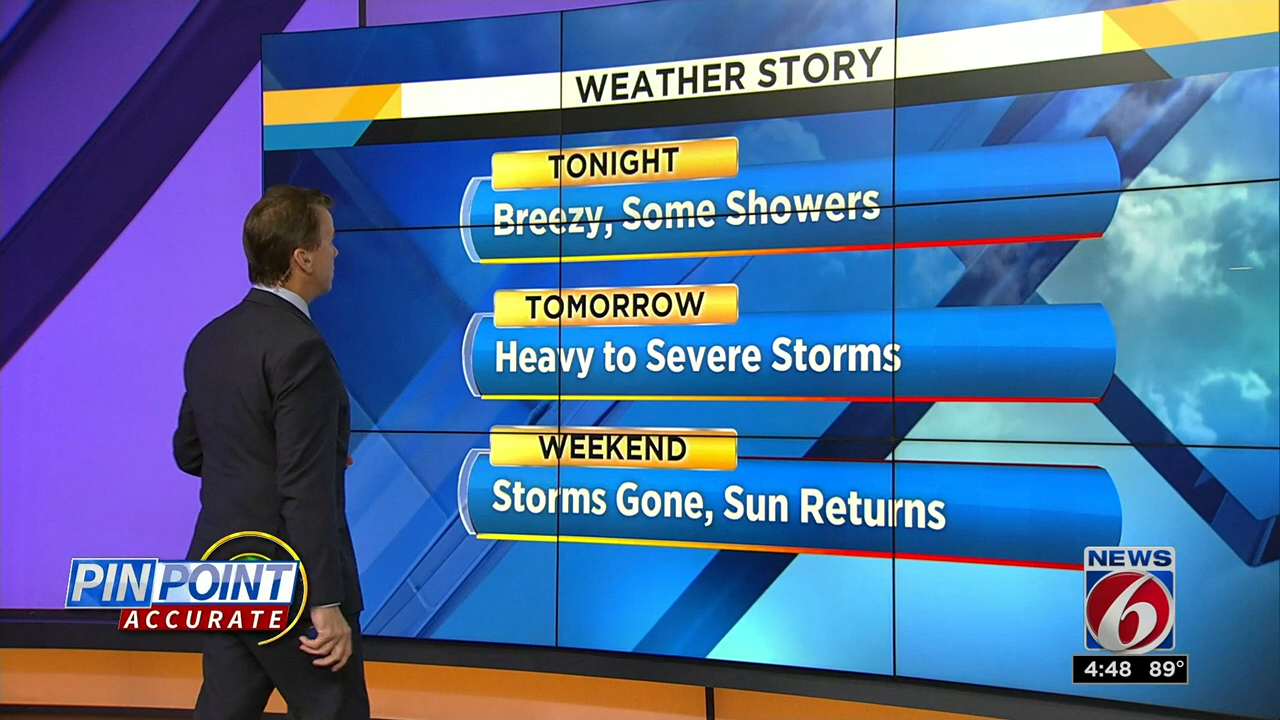 WEATHER STORY
TONIGHT
Breezy, Some Showers
TOMORROW
Heavy to Severe Storms
WEEKEND
Storms Gone, Sun Returns
PINPOINT
ACCURATE
NEWS
6
4:48 89°